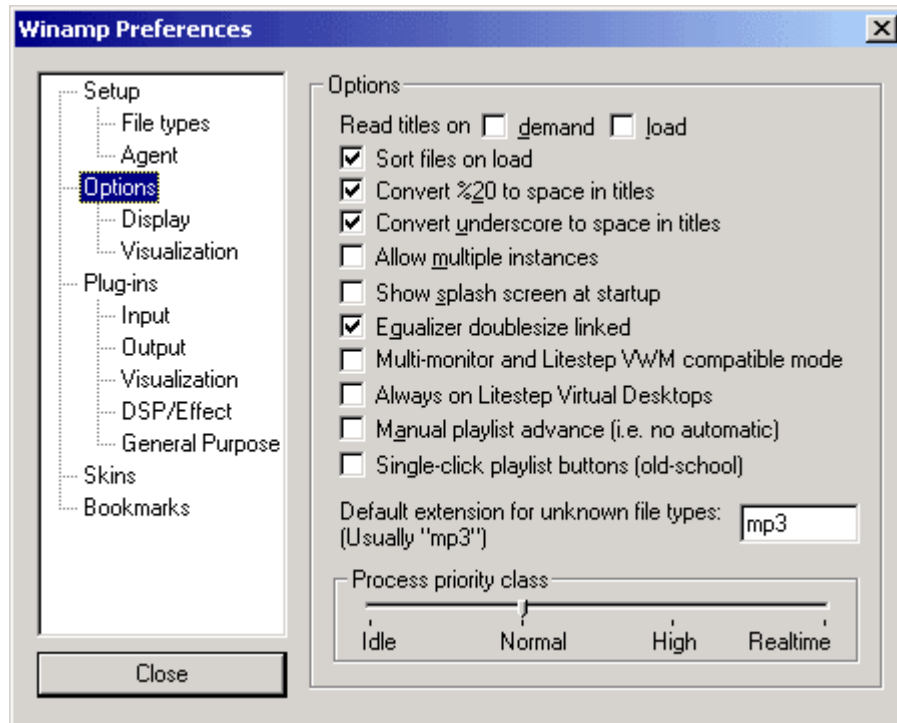 Winamp Preferences
Setup
File types
Agent
Options
Display
Visualization
Plug-ins
Input
Output
Visualization
DSP/Effect
General Purpose
Skins
Bookmarks
Close
Options
Read titles on demand load
Sort files on load
Convert %20 to space in titles
Convert underscore to space in titles
Allow multiple instances
Show splash screen at startup
Equalizer doublesize linked
Multi-monitor and Litestep VWM compatible mode
Always on Litestep Virtual Desktops
Manual playlist advance (i.e. no automatic)
Single-click playlist buttons (old-school)
Default extension for unknown file types:
(Usually "mp3")
mp3
Process priority class
Idle Normal High Realtime